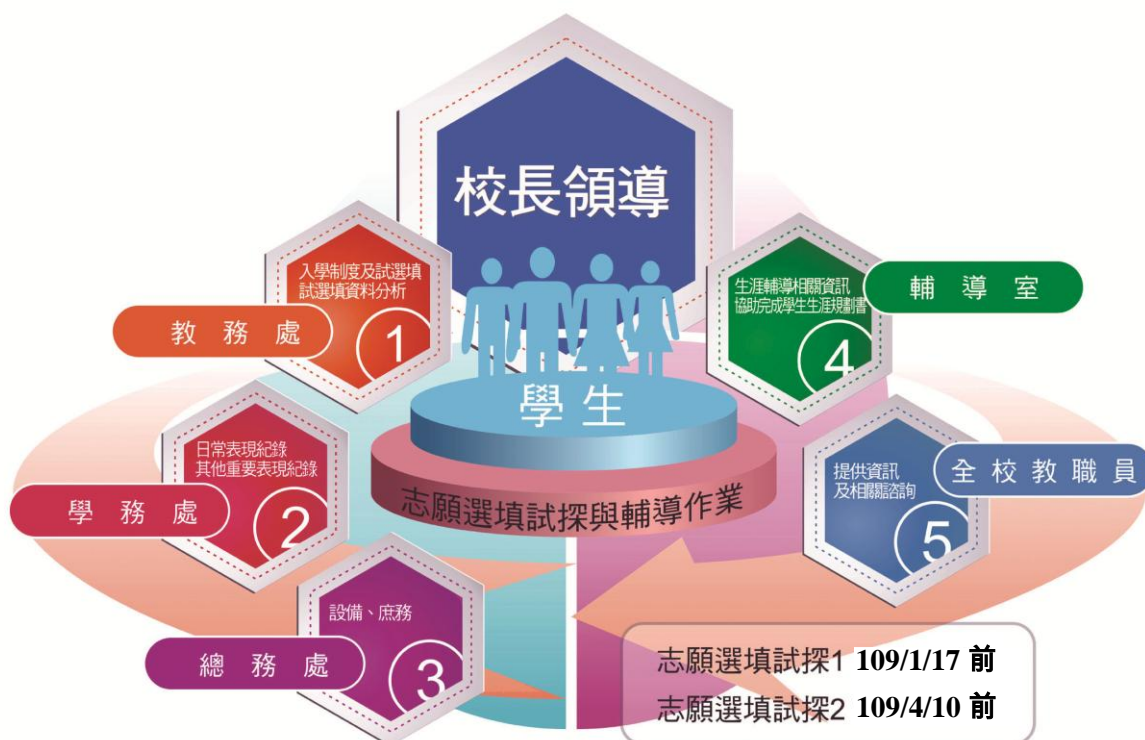 校長領導
入學制度及試選填
試選填資料分析
1
教務處
日常表現紀錄
其他重要表現紀錄
2
學務處
設備、庶務
3
總務處
生涯輔導相關資訊
協助完成學生生涯規劃書
4
輔導室
提供資訊
及相關諮詢
5
全校教職員
學生
志願選填試探與輔導作業
志願選填試探1 109/1/17 前
志願選填試探2 109/4/10 前